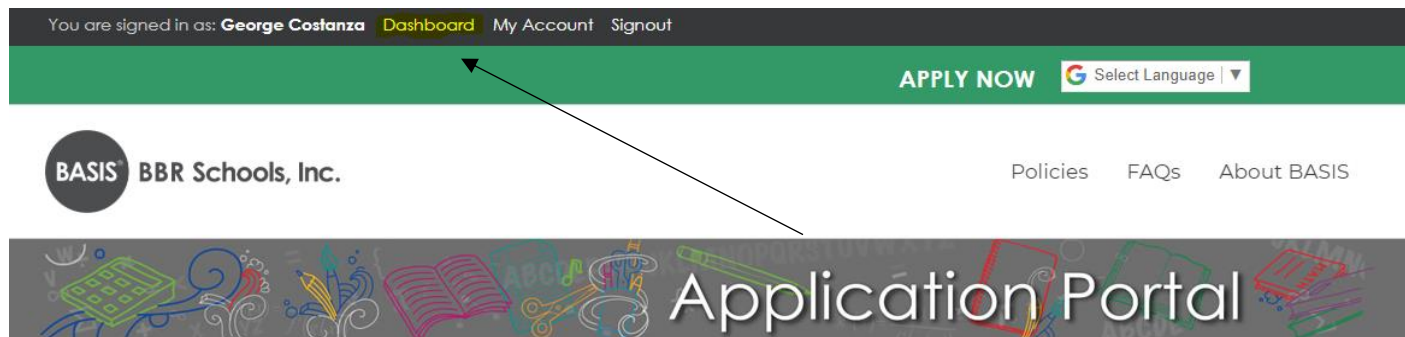 You are signed in as: George Costanza Dashboard My Account Signout
APPLY NOW G Select Language ▼
BASIS® BBR Schools, Inc.
Policies FAQs About BASIS
Application Portal